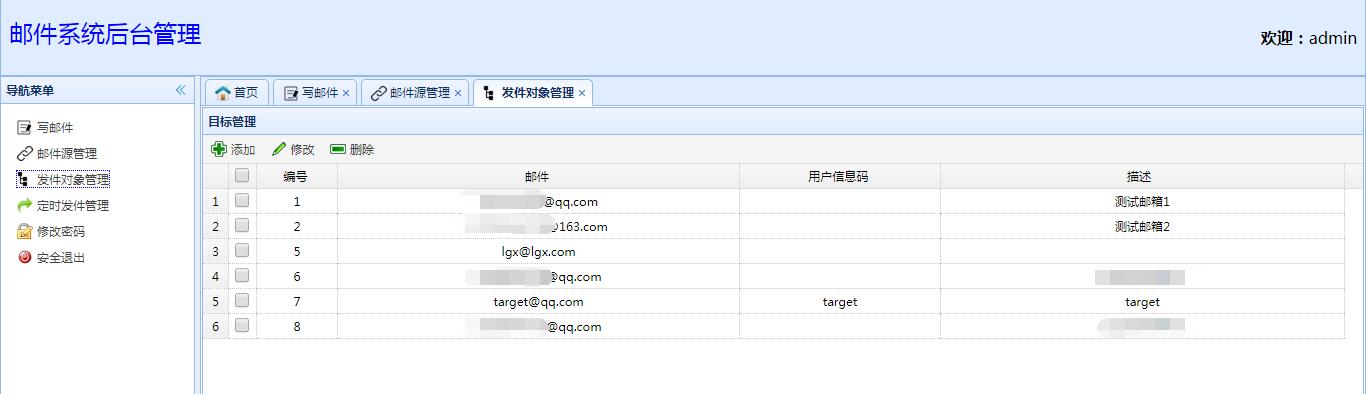 邮件系统后台管理
欢迎：admin
导航菜单
写邮件
邮件源管理
发件对象管理
定时发件管理
修改密码
安全退出
首页 写邮件 邮件源管理 发件对象管理
目标管理
添加 修改 删除
编号 邮件 用户信息码 描述
1 1 @qq.com 测试邮箱1
2 2 @163.com 测试邮箱2
3 5 lgx@lgx.com
4 6 @qq.com
5 7 target@qq.com target target
6 8 @qq.com